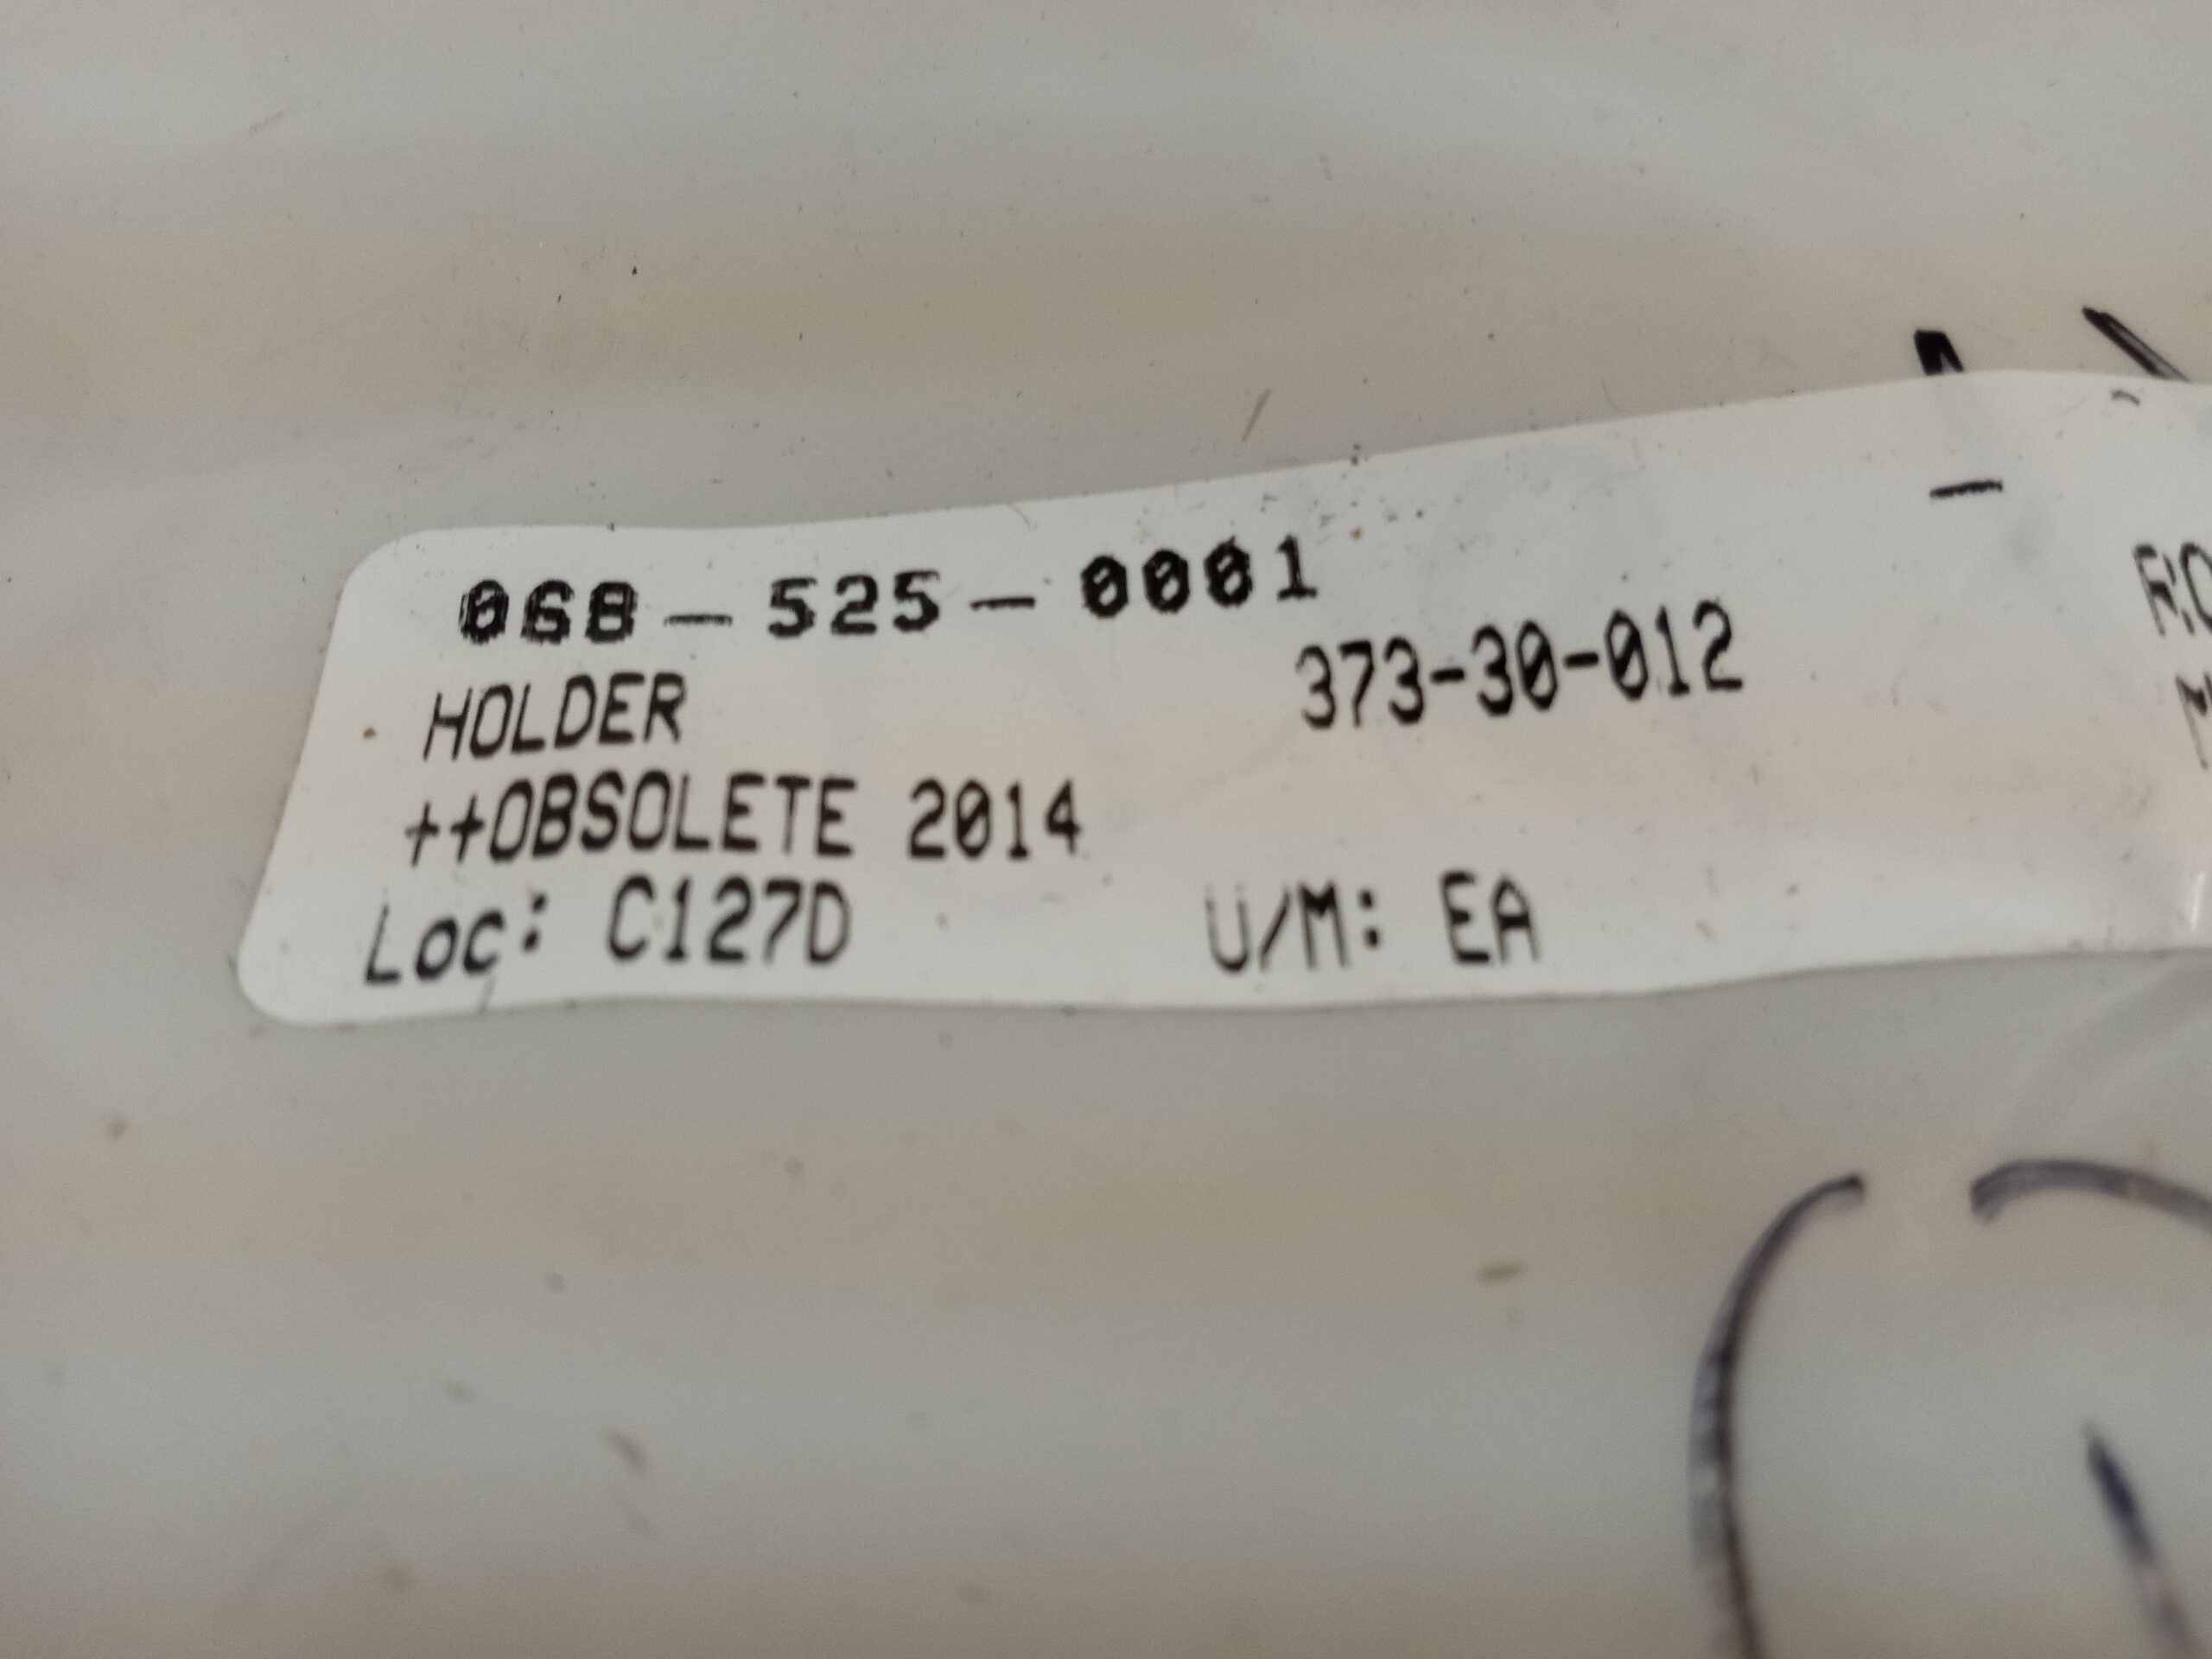 068-525-0001
HOLDER 373-30-012
++OBSOLETE 2014
Loc: C127D U/M: EA